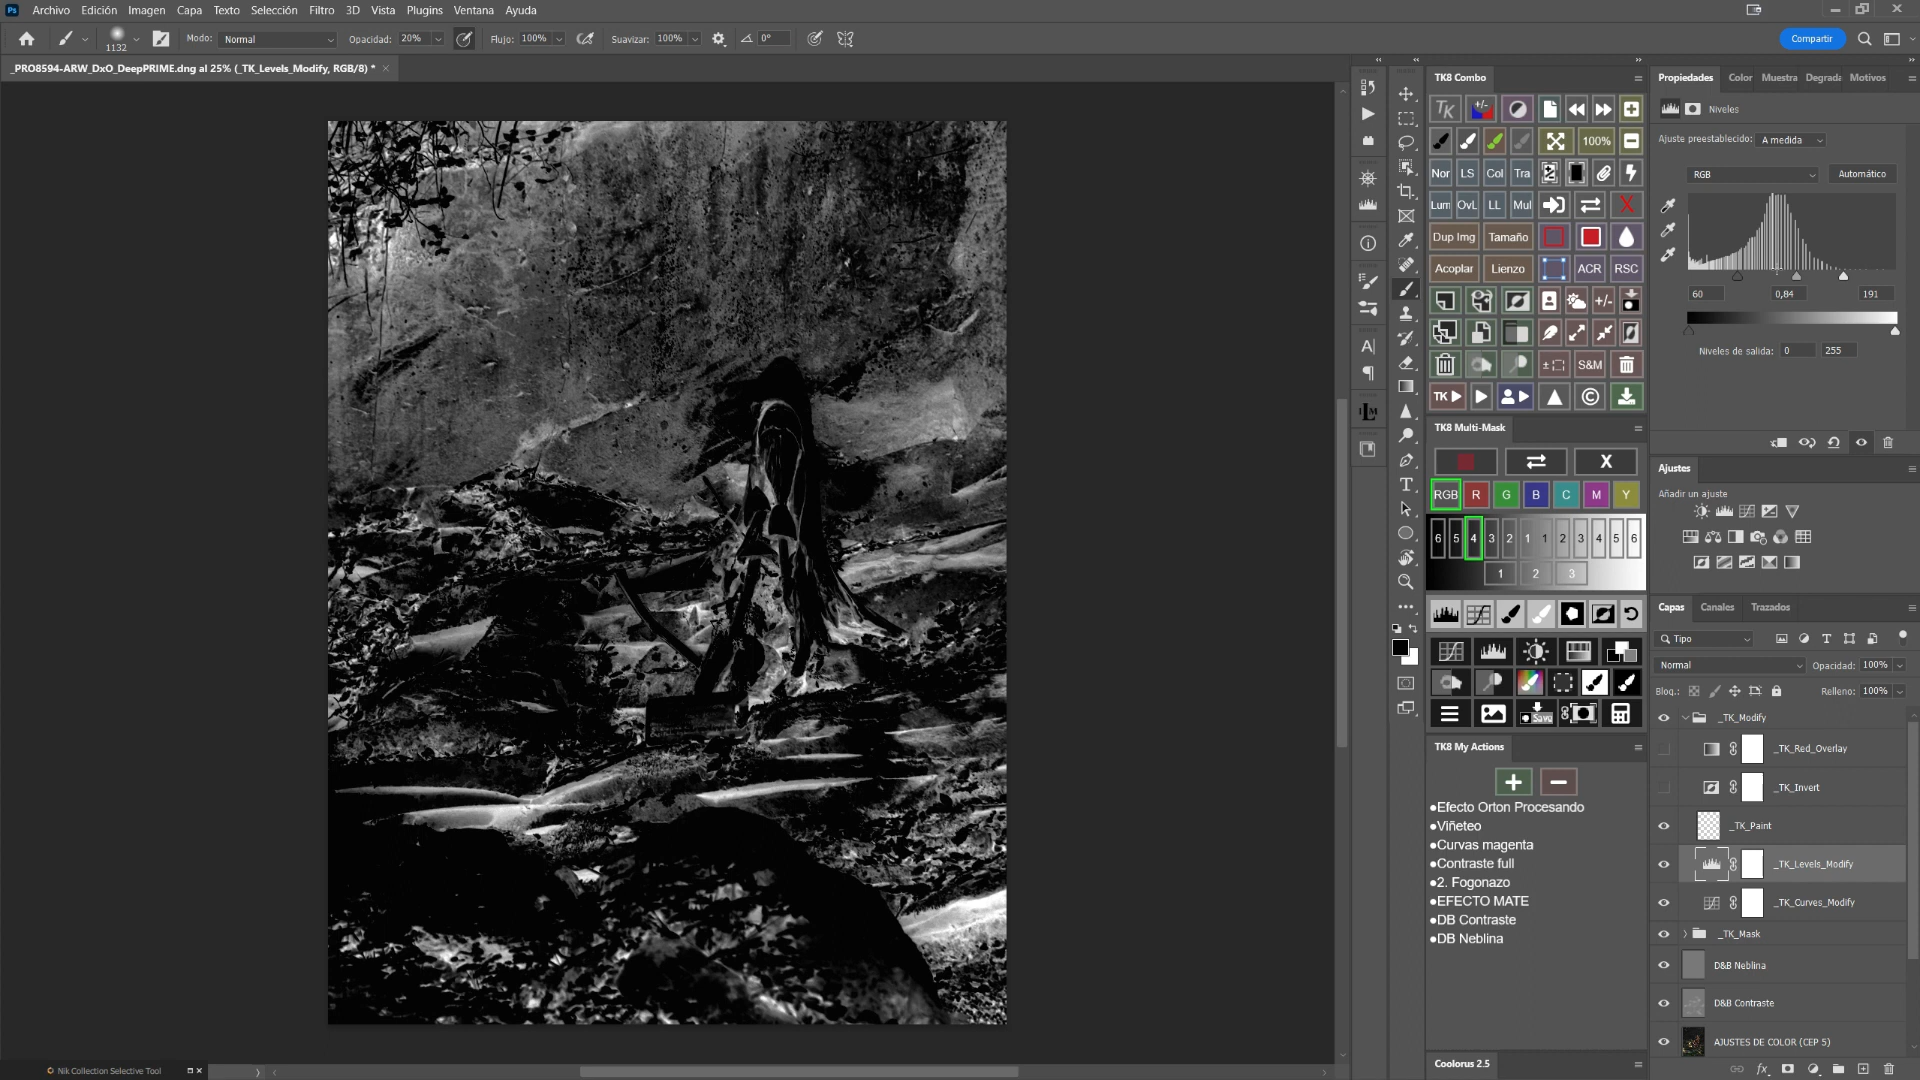 Ps Archivo Edición Imagen Capa Texto Selección Filtro 3D Vista Plugins Ventana Ayuda
1132 Modo: Normal Opacidad: 20% Flujo: 100% Suavizar: 100% 0° Compartir
_PRO8594-ARW_DxO_DeepPRIME.dng al 25% (_TK_Levels_Modify, RGB/8) *
TK8 Combo
TK +/-
100%
Nor LS Col Tra
Lum OvL LL Mul X
Dup Img Tamaño
Acoplar Lienzo ACR RSC
+/-
S&M
TK
TK8 Multi-Mask
X
RGB R G B C M Y
6 5 4 3 2 1 1 2 3 4 5 6
1 2 3
Save
TK8 My Actions
●Efecto Orton Procesando
●Viñeteo
●Curvas magenta
●Contraste full
●2. Fogonazo
●EFECTO MATE
●DB Contraste
●DB Neblina
Coolorus 2.5
Propiedades Color Muestra Degrada Motivos
Niveles
Ajuste preestablecido: A medida
RGB Automático
60 0,84 191
Niveles de salida: 0 255
Ajustes
Añadir un ajuste
Capas Canales Trazados
Tipo
Normal Opacidad: 100%
Bloq.: Relleno: 100%
_TK_Modify
_TK_Red_Overlay
_TK_Invert
_TK_Paint
_TK_Levels_Modify
_TK_Curves_Modify
_TK_Mask
D&B Neblina
D&B Contraste
AJUSTES DE COLOR (CEP 5)
fx
Nik Collection Selective Tool